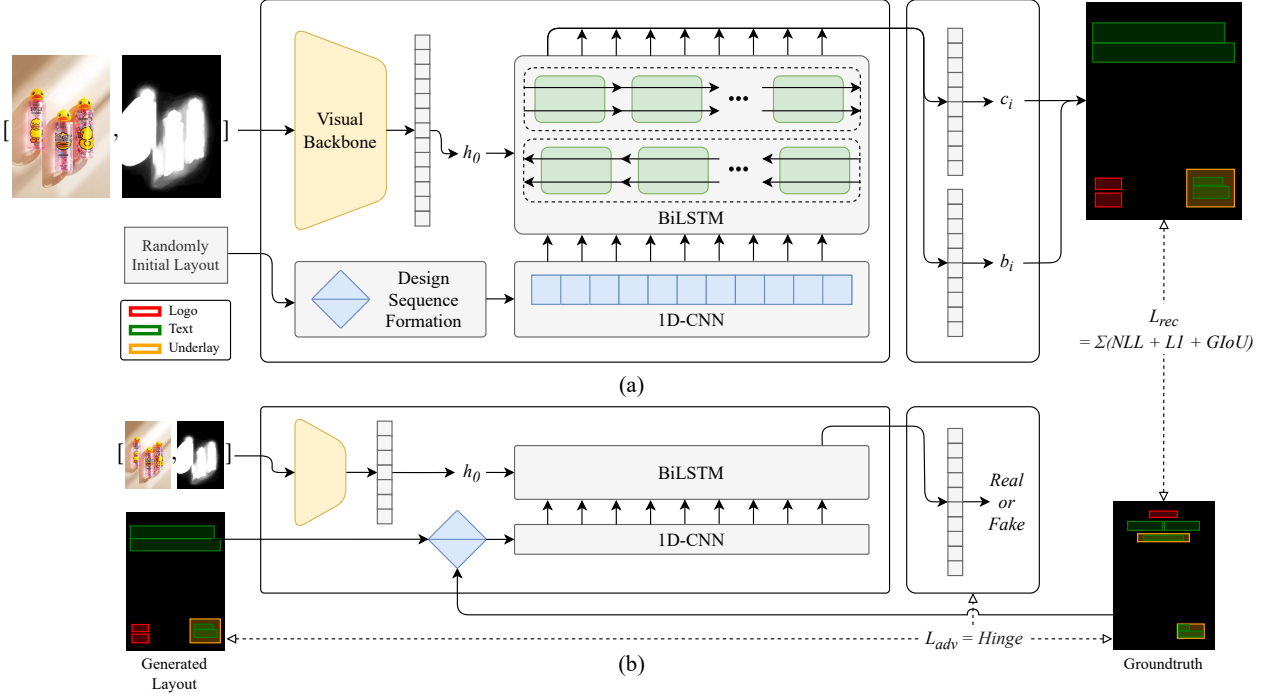 [ , ]
Visual
Backbone
h0
•••
•••
BiLSTM
ci
bi
Randomly
Initial Layout
Design
Sequence
Formation
1D-CNN
Logo
Text
Underlay
(a)
Lrec
= Σ(NLL + L1 + GIoU)
[ , ]
h0
BiLSTM
1D-CNN
Real
or
Fake
Ladv = Hinge
Generated
Layout
(b)
Groundtruth